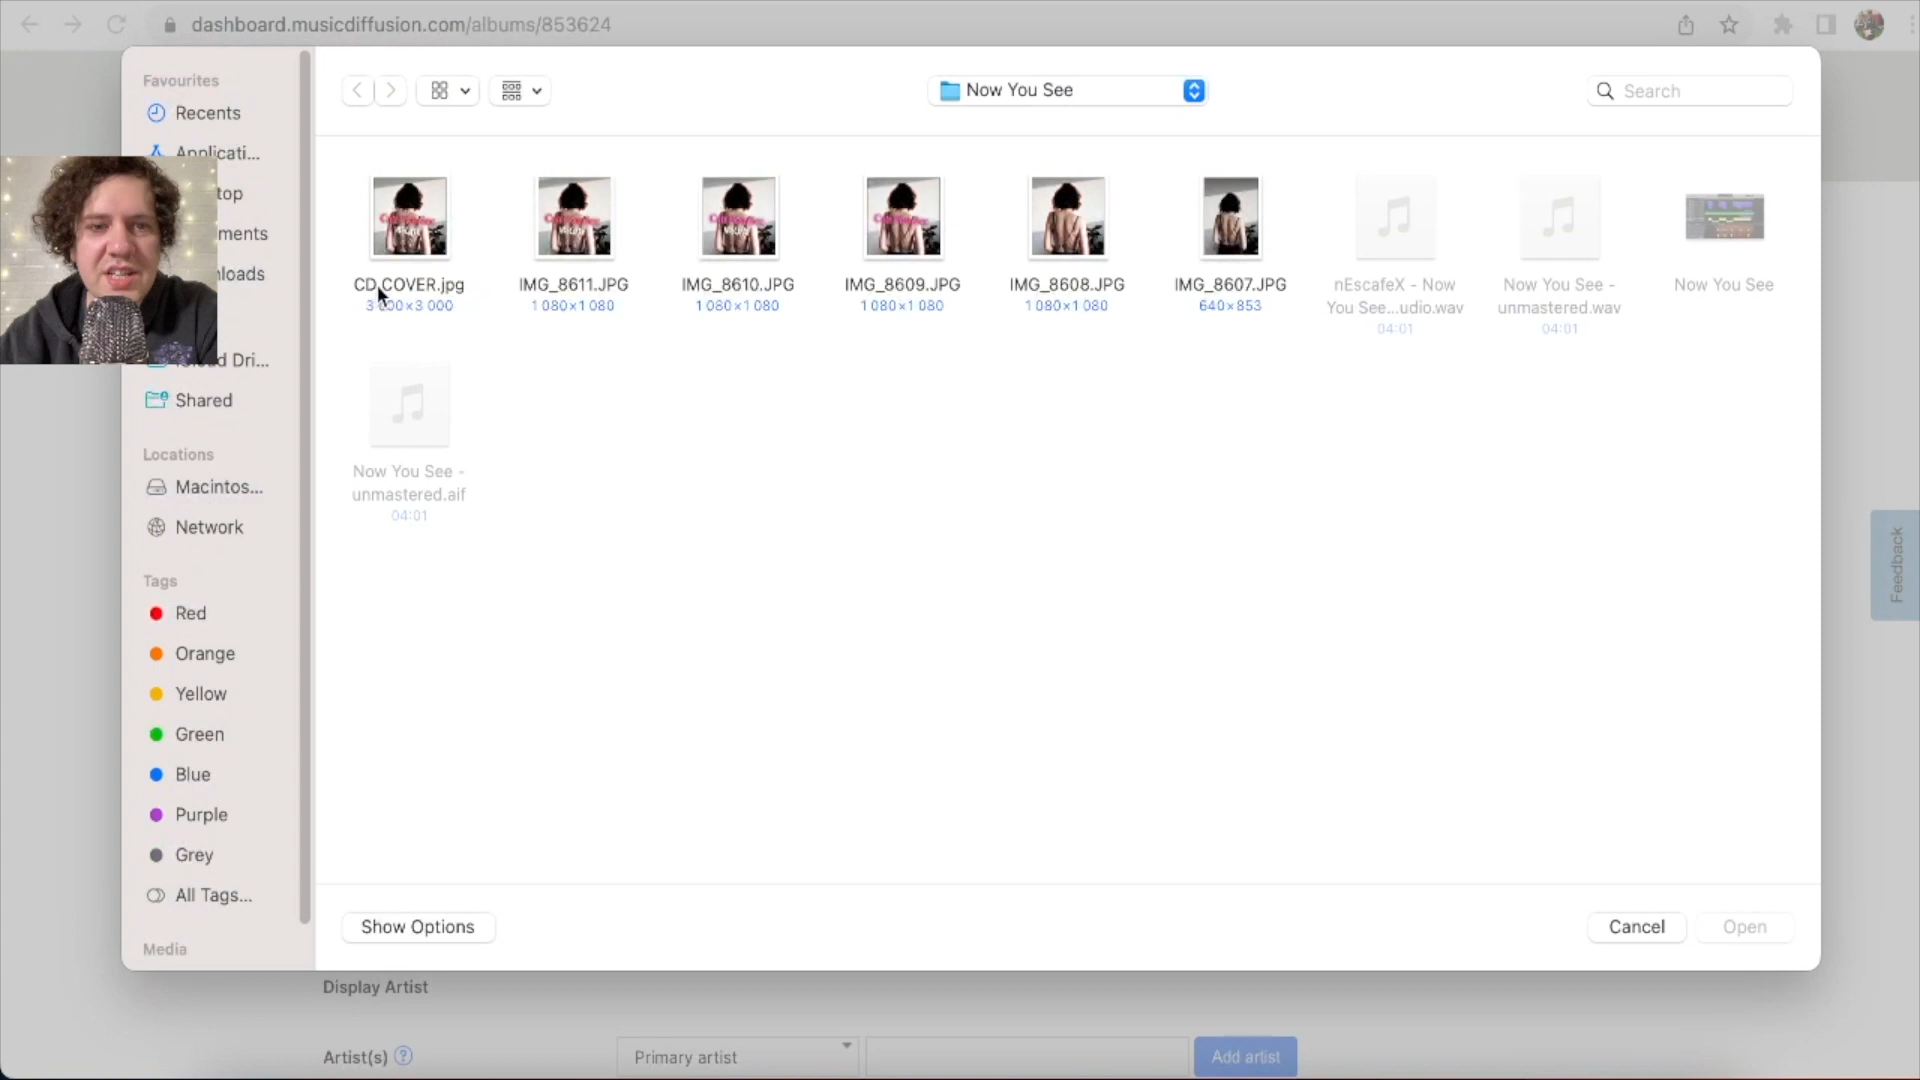 dashboard.musicdiffusion.com/albums/853624
Favourites
Recents
Applicati...
top
ments
loads
Dri...
Shared
Locations
Macintos...
Network
Tags
Red
Orange
Yellow
Green
Blue
Purple
Grey
All Tags...
Media
Now You See
Search
CD COVER.jpg
3 000×3 000
IMG_8611.JPG
1 080×1 080
IMG_8610.JPG
1 080×1 080
IMG_8609.JPG
1 080×1 080
IMG_8608.JPG
1 080×1 080
IMG_8607.JPG
640×853
nEscafeX - Now
You See...udio.wav
04:01
Now You See -
unmastered.wav
04:01
Now You See
Now You See -
unmastered.aif
04:01
Show Options
Cancel
Open
Feedback
Display Artist
Artist(s) ?
Primary artist
Add artist